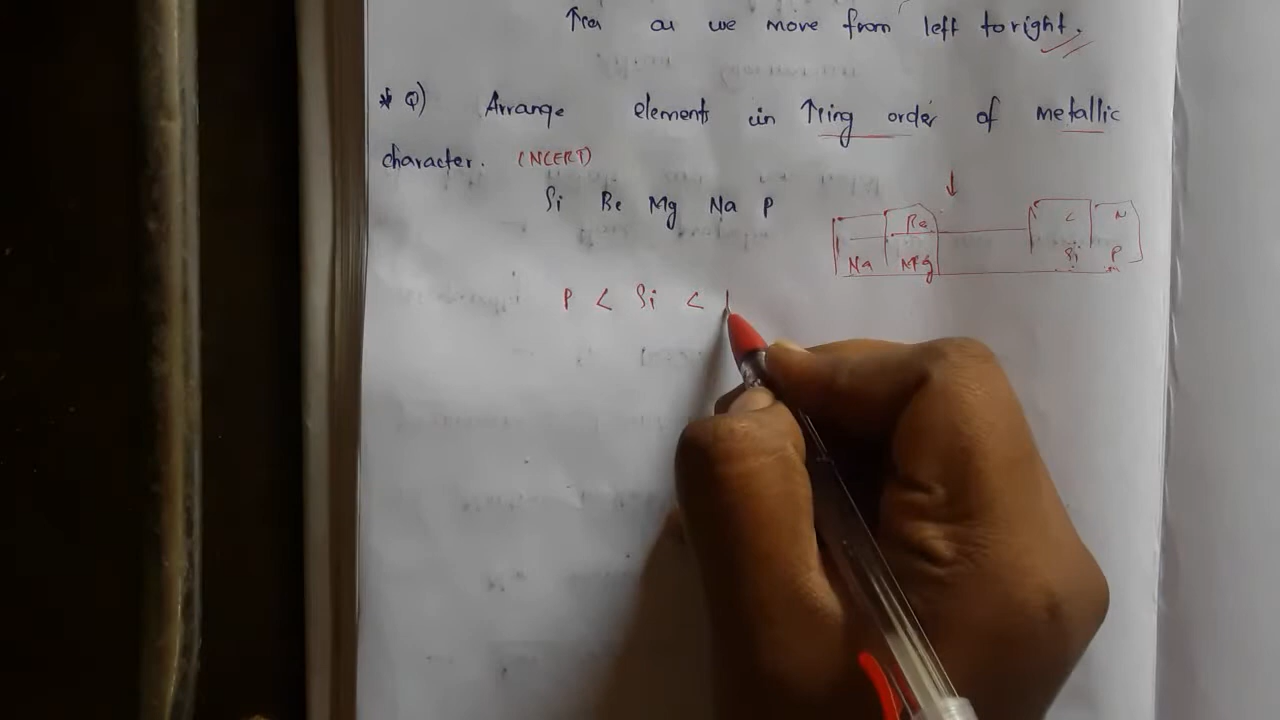 ↑res as we move from left to right.
* Q) Arrange elements in ↑ing order of metallic
character. (NCERT)
Si Be Mg Na P
↓
Be C N
Na Mg Si P
P < Si <